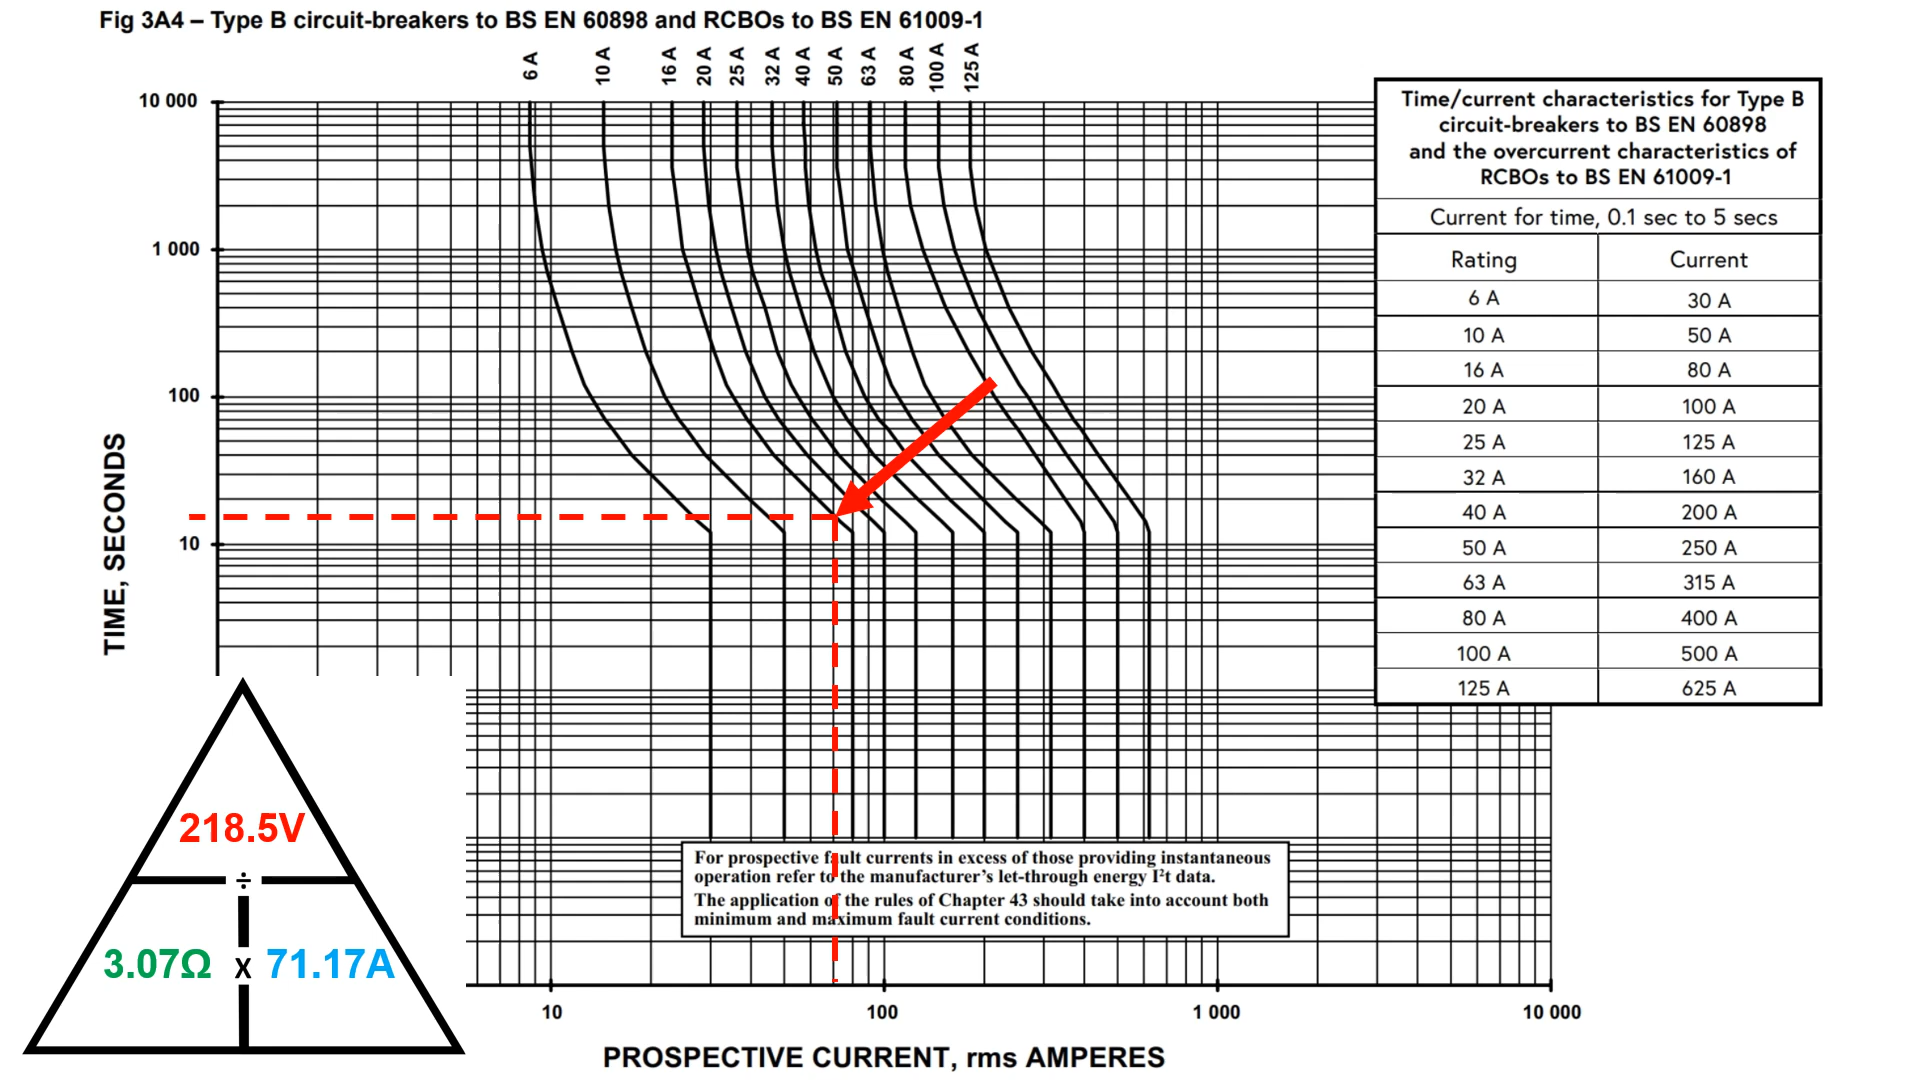 Fig 3A4 – Type B circuit-breakers to BS EN 60898 and RCBOs to BS EN 61009-1
6 A
10 A
16 A
20 A
25 A
32 A
40 A
50 A
63 A
80 A
100 A
125 A
10 000
1 000
100
10
TIME, SECONDS
Time/current characteristics for Type B
circuit-breakers to BS EN 60898
and the overcurrent characteristics of
RCBOs to BS EN 61009-1
Current for time, 0.1 sec to 5 secs
Rating Current
6 A 30 A
10 A 50 A
16 A 80 A
20 A 100 A
25 A 125 A
32 A 160 A
40 A 200 A
50 A 250 A
63 A 315 A
80 A 400 A
100 A 500 A
125 A 625 A
218.5V
÷
3.07Ω x 71.17A
For prospective fault currents in excess of those providing instantaneous
operation refer to the manufacturer's let-through energy I²t data.
The application of the rules of Chapter 43 should take into account both
minimum and maximum fault current conditions.
10 100 1 000 10 000
PROSPECTIVE CURRENT, rms AMPERES